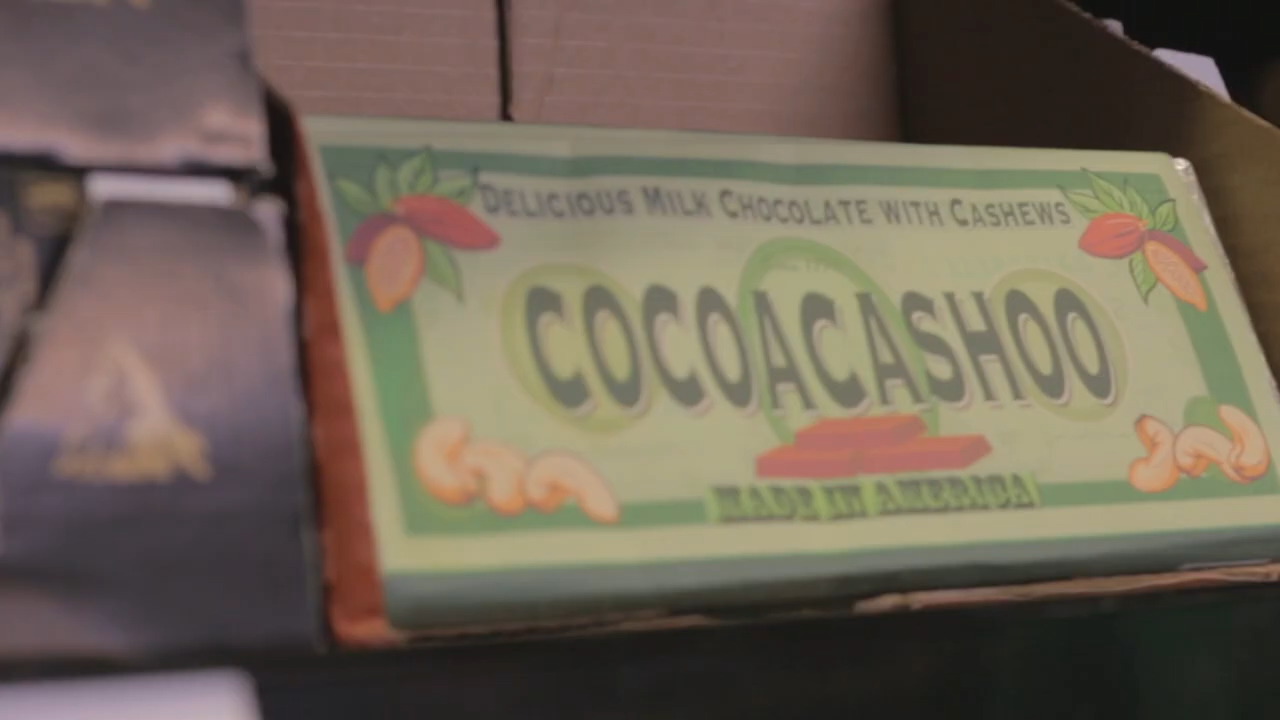 DELICIOUS MILK CHOCOLATE WITH CASHEWS
COCOACASHOO
MADE IN AMERICA